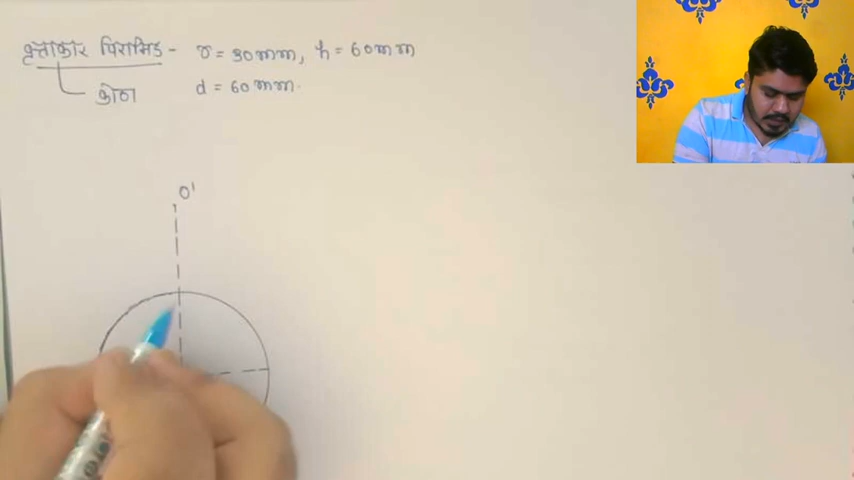 वृत्ताकार पिरामिड - r = 30mm, h = 60mm
कोण d = 60mm.
O'